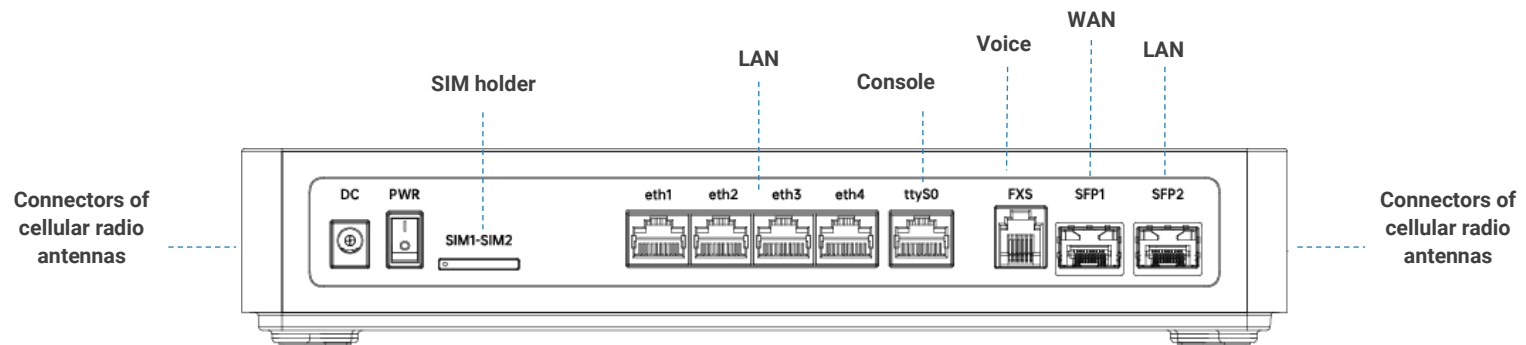 WAN
Voice
LAN
LAN
SIM holder
Console
DC
PWR
eth1
eth2
eth3
eth4
ttyS0
FXS
SFP1
SFP2
SIM1-SIM2
Connectors of
cellular radio
antennas
Connectors of
cellular radio
antennas